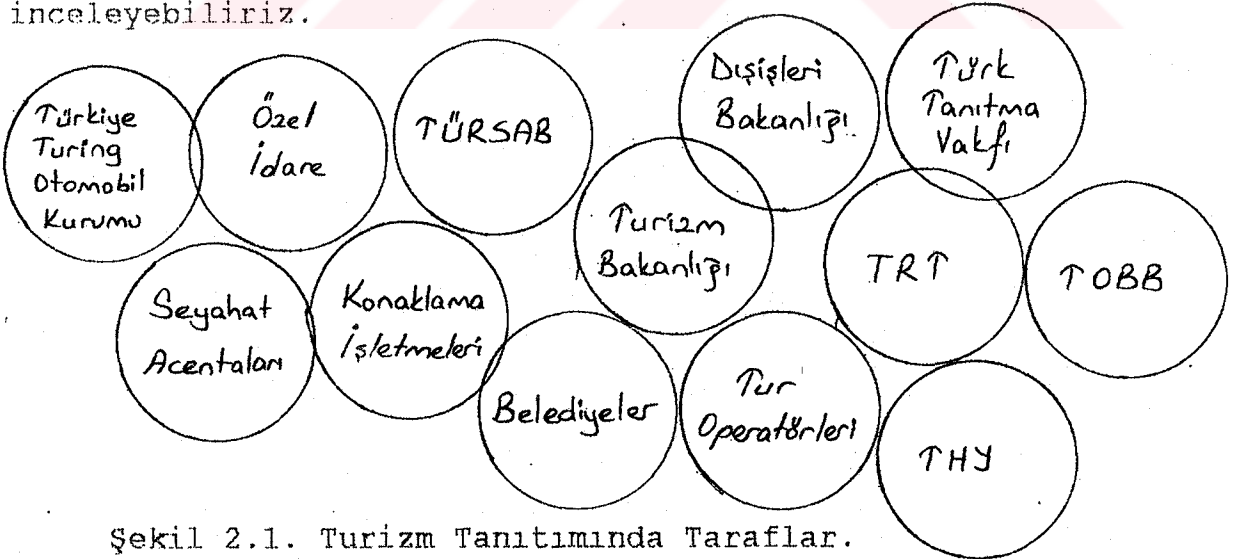 inceleyebiliriz.
Türkiye
Turing
Otomobil
Kurumu
Özel
İdare
TÜRSAB
Dışişleri
Bakanlığı
Türk
Tanıtma
Vakfı
Seyahat
Acentaları
Konaklama
İşletmeleri
Turizm
Bakanlığı
TRT
TOBB
Belediyeler
Tur
Operatörleri
THY
Şekil 2.1. Turizm Tanıtımında Taraflar.